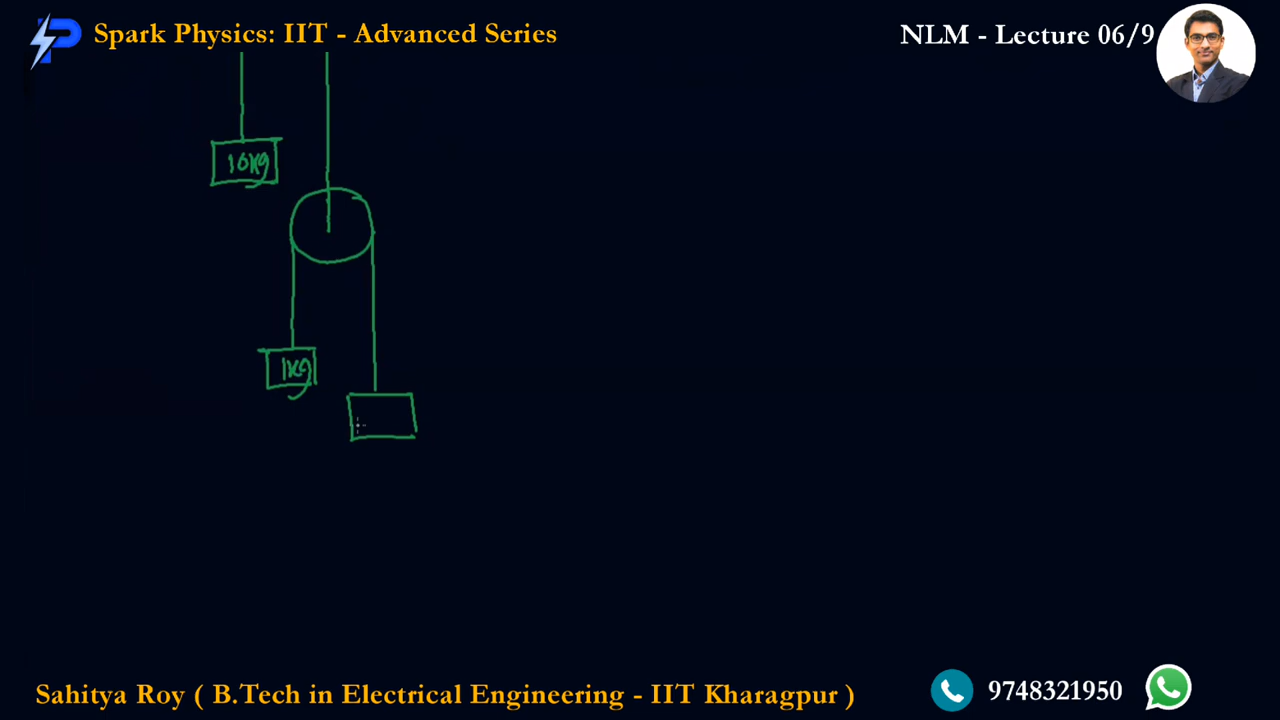 Spark Physics: IIT - Advanced Series
NLM - Lecture 06/9
10kg
1kg
Sahitya Roy ( B.Tech in Electrical Engineering - IIT Kharagpur )
9748321950